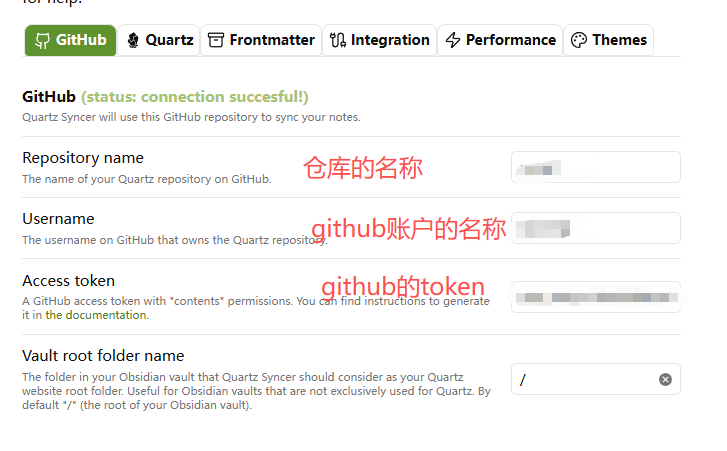 for help.
GitHub Quartz Frontmatter Integration Performance Themes
GitHub (status: connection succesful!)
Quartz Syncer will use this GitHub repository to sync your notes.
Repository name
The name of your Quartz repository on GitHub.
仓库的名称
Username
The username on GitHub that owns the Quartz repository.
github账户的名称
Access token
A GitHub access token with "contents" permissions. You can find instructions to generate
it in the documentation.
github的token
Vault root folder name
The folder in your Obsidian vault that Quartz Syncer should consider as your Quartz
website root folder. Useful for Obsidian vaults that are not exclusively used for Quartz. By
default "/" (the root of your Obsidian vault).
/